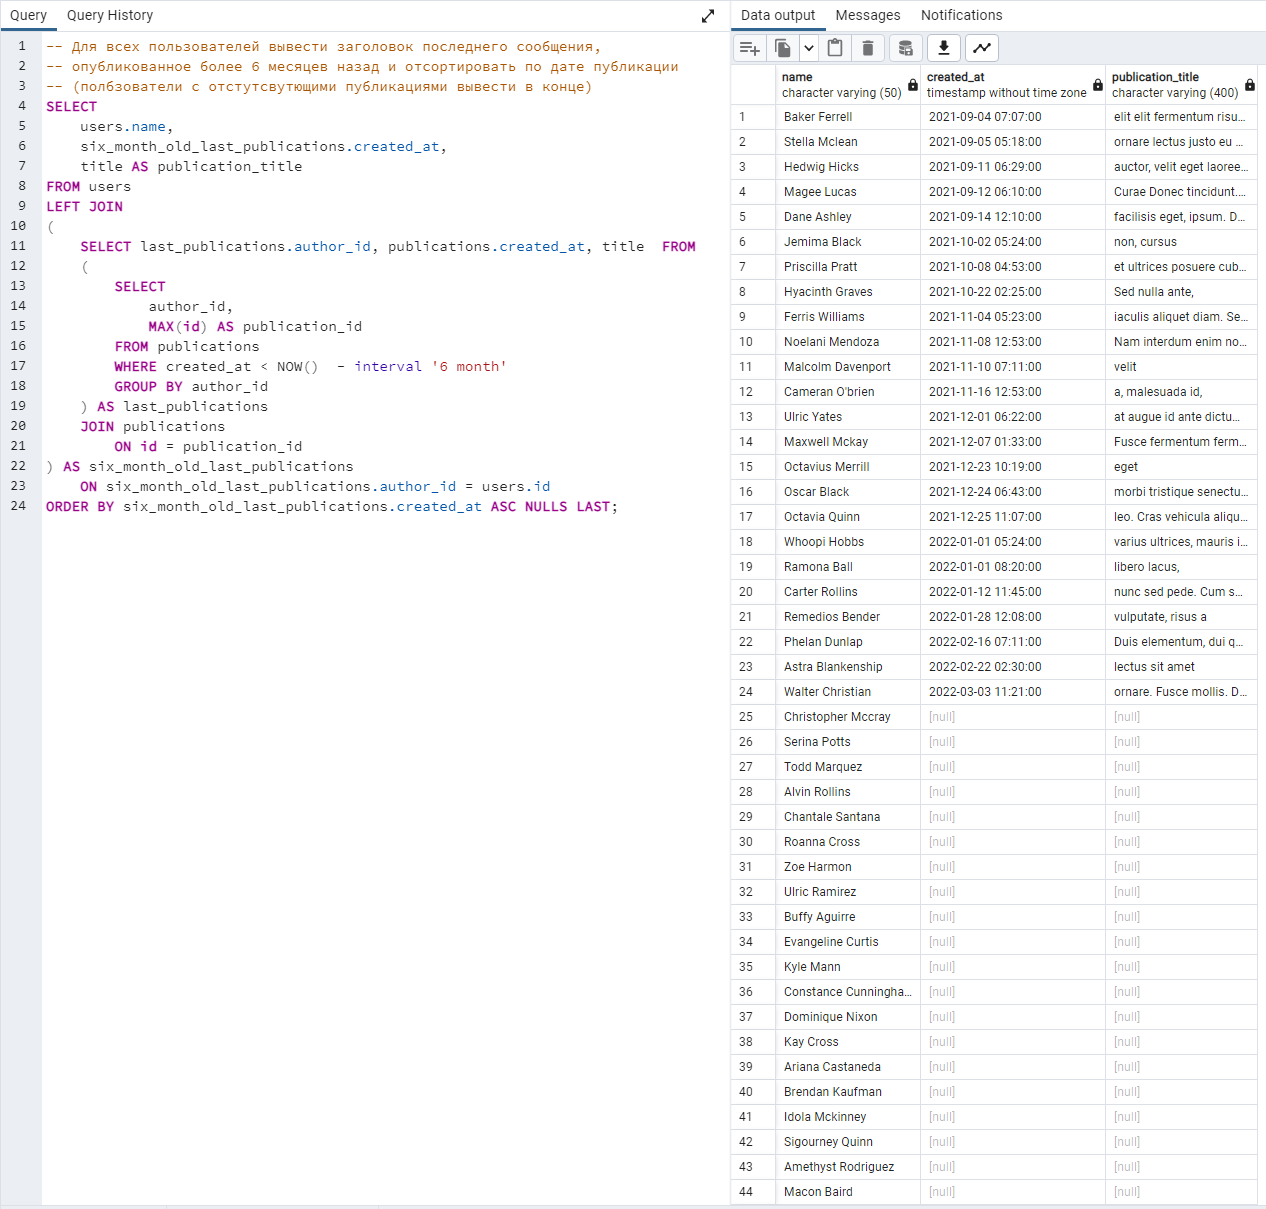 Query Query History
1 -- Для всех пользователей вывести заголовок последнего сообщения,
2 -- опубликованное более 6 месяцев назад и отсортировать по дате публикации
3 -- (полбзователи с отстутсвутющими публикациями вывести в конце)
4 SELECT
5 users.name,
6 six_month_old_last_publications.created_at,
7 title AS publication_title
8 FROM users
9 LEFT JOIN
10 (
11 SELECT last_publications.author_id, publications.created_at, title FROM
12 (
13 SELECT
14 author_id,
15 MAX(id) AS publication_id
16 FROM publications
17 WHERE created_at < NOW() - interval '6 month'
18 GROUP BY author_id
19 ) AS last_publications
20 JOIN publications
21 ON id = publication_id
22 ) AS six_month_old_last_publications
23 ON six_month_old_last_publications.author_id = users.id
24 ORDER BY six_month_old_last_publications.created_at ASC NULLS LAST;
Data output Messages Notifications
name created_at publication_title
character varying (50) timestamp without time zone character varying (400)
1 Baker Ferrell 2021-09-04 07:07:00 elit elit fermentum risu...
2 Stella Mclean 2021-09-05 05:18:00 ornare lectus justo eu ...
3 Hedwig Hicks 2021-09-11 06:29:00 auctor, velit eget laoree...
4 Magee Lucas 2021-09-12 06:10:00 Curae Donec tincidunt....
5 Dane Ashley 2021-09-14 12:10:00 facilisis eget, ipsum. D...
6 Jemima Black 2021-10-02 05:24:00 non, cursus
7 Priscilla Pratt 2021-10-08 04:53:00 et ultrices posuere cub...
8 Hyacinth Graves 2021-10-22 02:25:00 Sed nulla ante,
9 Ferris Williams 2021-11-04 05:23:00 iaculis aliquet diam. Se...
10 Noelani Mendoza 2021-11-08 12:53:00 Nam interdum enim no...
11 Malcolm Davenport 2021-11-10 07:11:00 velit
12 Cameran O'brien 2021-11-16 12:53:00 a, malesuada id,
13 Ulric Yates 2021-12-01 06:22:00 at augue id ante dictu...
14 Maxwell Mckay 2021-12-07 01:33:00 Fusce fermentum ferm...
15 Octavius Merrill 2021-12-23 10:19:00 eget
16 Oscar Black 2021-12-24 06:43:00 morbi tristique senectu...
17 Octavia Quinn 2021-12-25 11:07:00 leo. Cras vehicula aliqu...
18 Whoopi Hobbs 2022-01-01 05:24:00 varius ultrices, mauris i...
19 Ramona Ball 2022-01-01 08:20:00 libero lacus,
20 Carter Rollins 2022-01-12 11:45:00 nunc sed pede. Cum s...
21 Remedios Bender 2022-01-28 12:08:00 vulputate, risus a
22 Phelan Dunlap 2022-02-16 07:11:00 Duis elementum, dui q...
23 Astra Blankenship 2022-02-22 02:30:00 lectus sit amet
24 Walter Christian 2022-03-03 11:21:00 ornare. Fusce mollis. D...
25 Christopher Mccray [null] [null]
26 Serina Potts [null] [null]
27 Todd Marquez [null] [null]
28 Alvin Rollins [null] [null]
29 Chantale Santana [null] [null]
30 Roanna Cross [null] [null]
31 Zoe Harmon [null] [null]
32 Ulric Ramirez [null] [null]
33 Buffy Aguirre [null] [null]
34 Evangeline Curtis [null] [null]
35 Kyle Mann [null] [null]
36 Constance Cunningha... [null] [null]
37 Dominique Nixon [null] [null]
38 Kay Cross [null] [null]
39 Ariana Castaneda [null] [null]
40 Brendan Kaufman [null] [null]
41 Idola Mckinney [null] [null]
42 Sigourney Quinn [null] [null]
43 Amethyst Rodriguez [null] [null]
44 Macon Baird [null] [null]